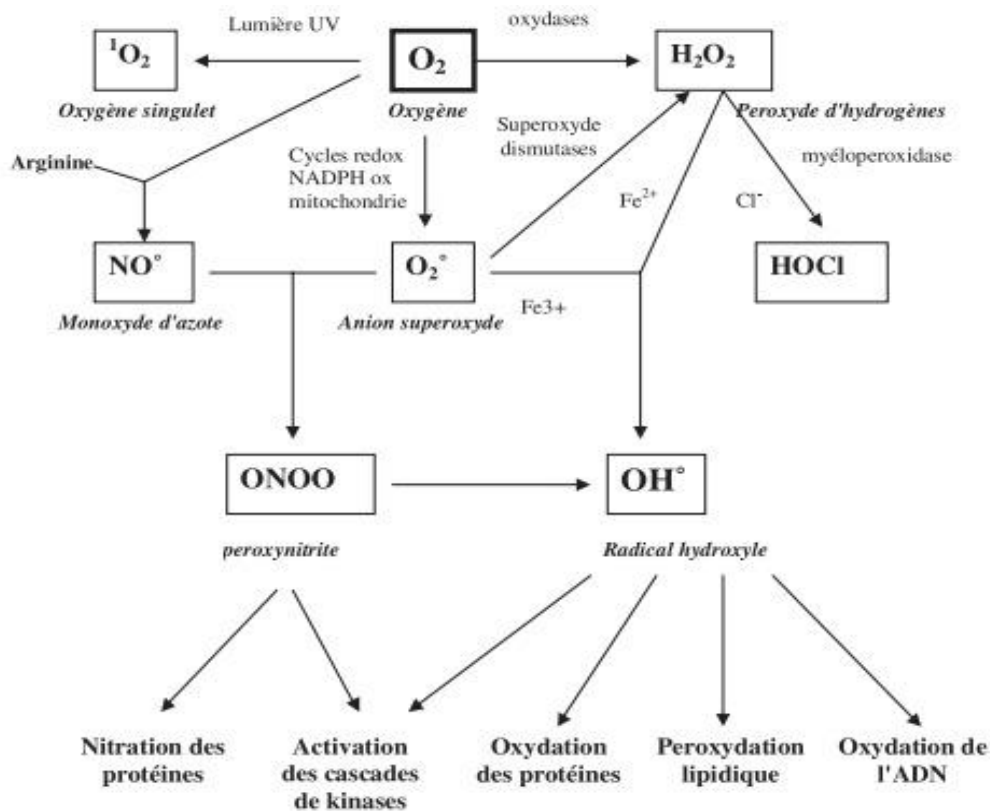 Lumière UV
oxydases
¹O₂
O₂
H₂O₂
Oxygène singulet
Oxygène
Peroxyde d'hydrogènes
Arginine
Cycles redox
NADPH ox
mitochondrie
Superoxyde
dismutases
myéloperoxidase
Fe²⁺
Cl⁻
NO°
O₂°
HOCl
Monoxyde d'azote
Anion superoxyde
Fe3+
ONOO
OH°
peroxynitrite
Radical hydroxyle
Nitration des
protéines
Activation
des cascades
de kinases
Oxydation
des protéines
Peroxydation
lipidique
Oxydation de
l'ADN